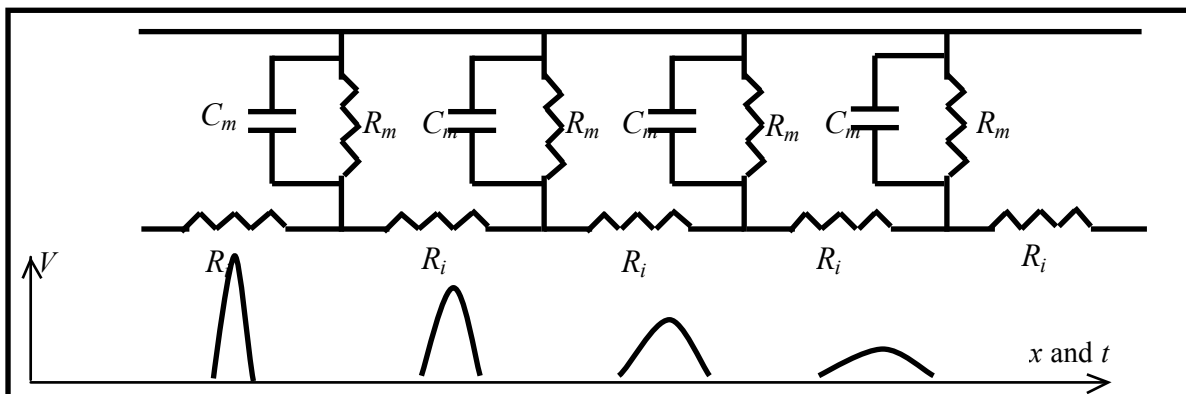 C_m R_m C_m R_m C_m R_m C_m R_m
R_i R_i R_i R_i R_i
V
x and t